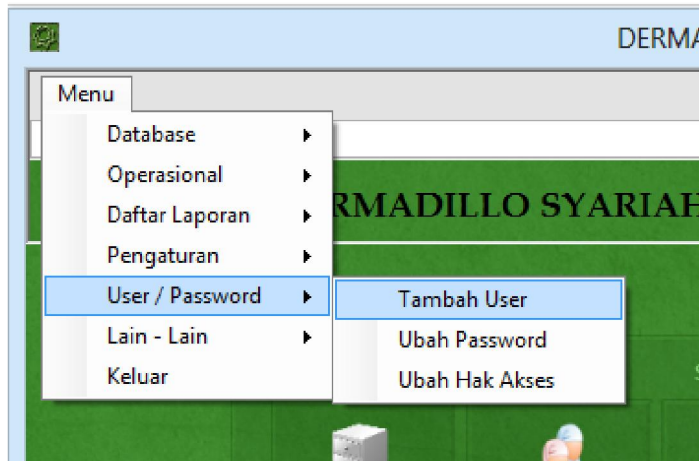 DERMA
Menu
Database
Operasional
Daftar Laporan
RMADILLO SYARIAH
Pengaturan
User / Password
Tambah User
Lain - Lain
Ubah Password
Keluar
Ubah Hak Akses